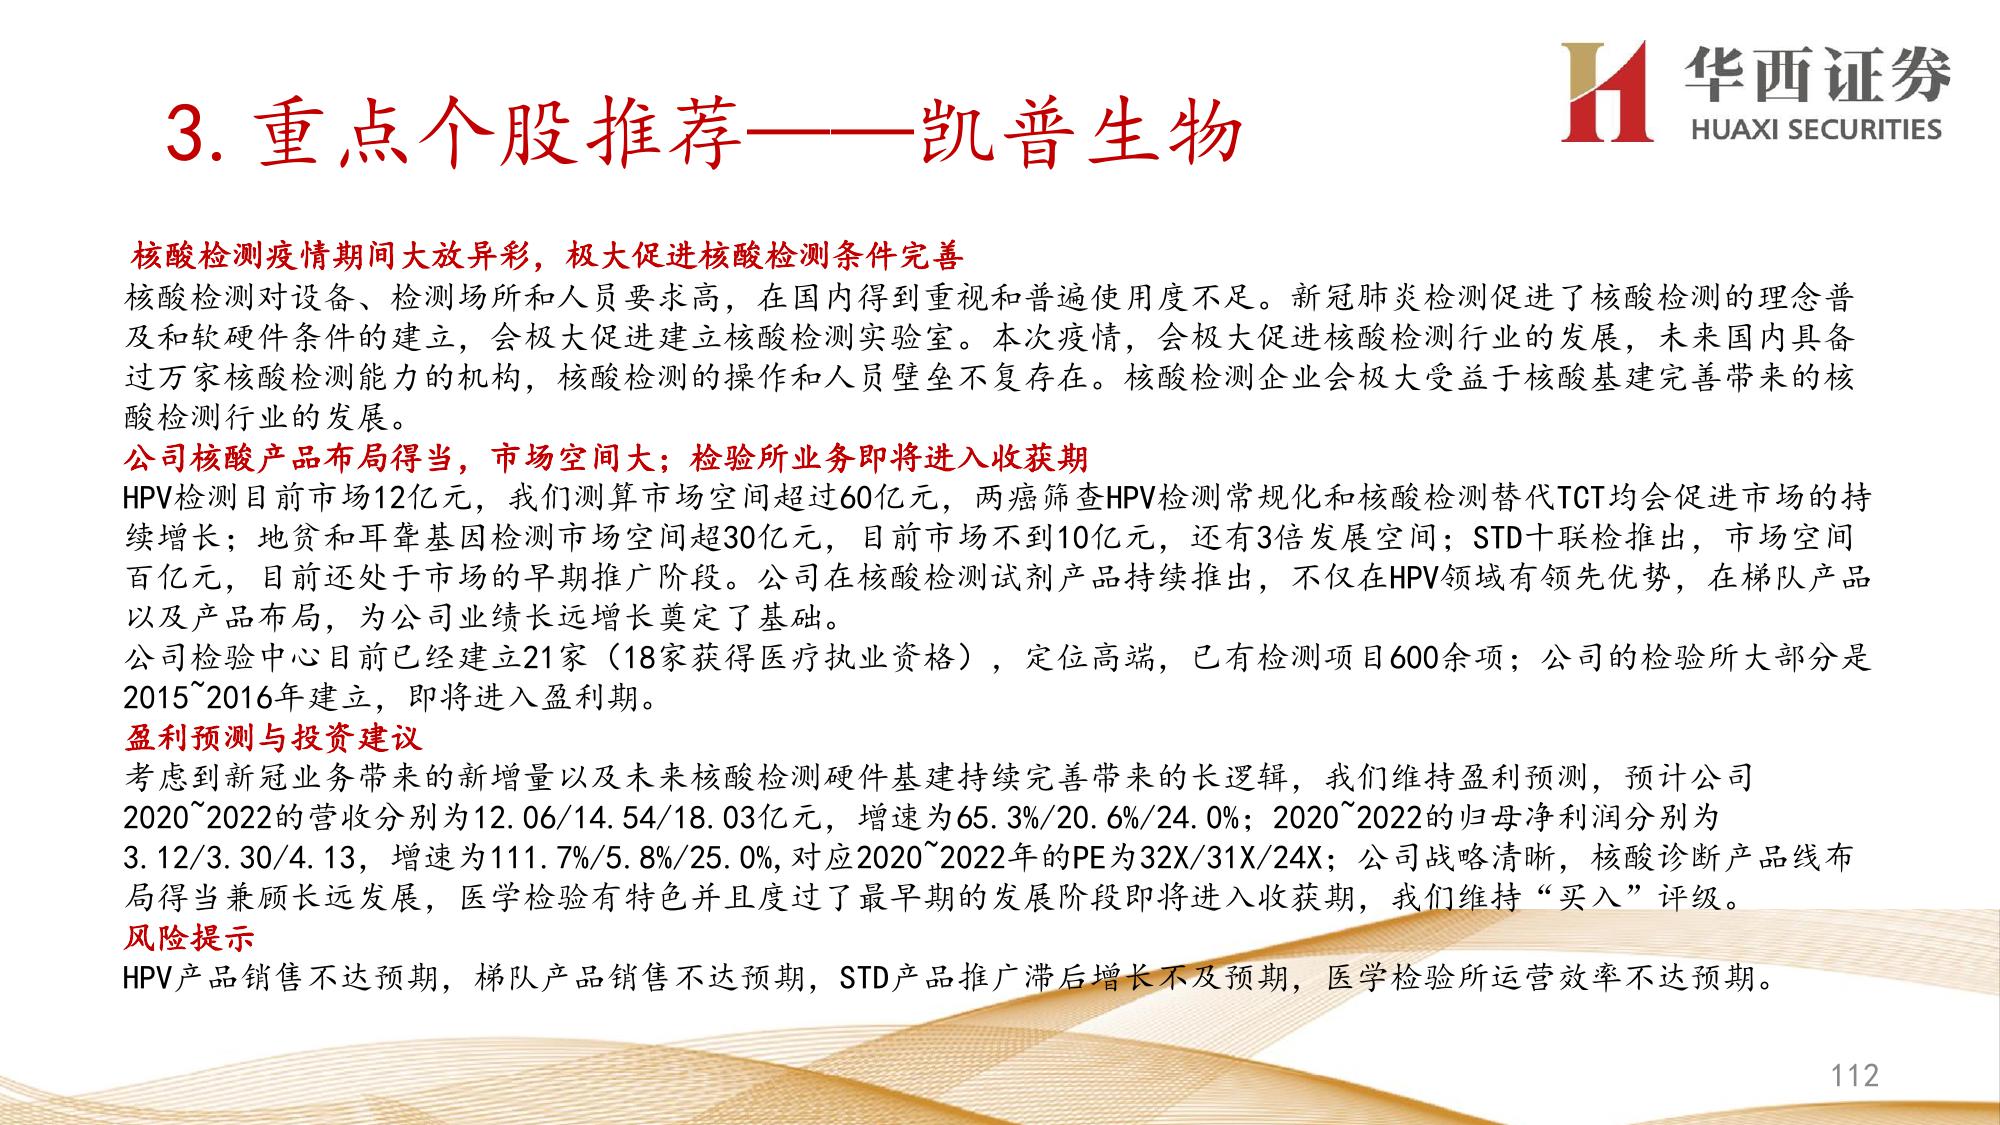 华西证券
HUAXI SECURITIES
3. 重点个股推荐——凯普生物
核酸检测疫情期间大放异彩，极大促进核酸检测条件完善
核酸检测对设备、检测场所和人员要求高，在国内得到重视和普遍使用度不足。新冠肺炎检测促进了核酸检测的理念普
及和软硬件条件的建立，会极大促进建立核酸检测实验室。本次疫情，会极大促进核酸检测行业的发展，未来国内具备
过万家核酸检测能力的机构，核酸检测的操作和人员壁垒不复存在。核酸检测企业会极大受益于核酸基建完善带来的核
酸检测行业的发展。
公司核酸产品布局得当，市场空间大；检验所业务即将进入收获期
HPV检测目前市场12亿元，我们测算市场空间超过60亿元，两癌筛查HPV检测常规化和核酸检测替代TCT均会促进市场的持
续增长；地贫和耳聋基因检测市场空间超30亿元，目前市场不到10亿元，还有3倍发展空间；STD十联检推出，市场空间
百亿元，目前还处于市场的早期推广阶段。公司在核酸检测试剂产品持续推出，不仅在HPV领域有领先优势，在梯队产品
以及产品布局，为公司业绩长远增长奠定了基础。
公司检验中心目前已经建立21家（18家获得医疗执业资格），定位高端，已有检测项目600余项；公司的检验所大部分是
2015~2016年建立，即将进入盈利期。
盈利预测与投资建议
考虑到新冠业务带来的新增量以及未来核酸检测硬件基建持续完善带来的长逻辑，我们维持盈利预测，预计公司
2020~2022的营收分别为12.06/14.54/18.03亿元，增速为65.3%/20.6%/24.0%；2020~2022的归母净利润分别为
3.12/3.30/4.13，增速为111.7%/5.8%/25.0%,对应2020~2022年的PE为32X/31X/24X；公司战略清晰，核酸诊断产品线布
局得当兼顾长远发展，医学检验有特色并且度过了最早期的发展阶段即将进入收获期，我们维持“买入”评级。
风险提示
HPV产品销售不达预期，梯队产品销售不达预期，STD产品推广滞后增长不及预期，医学检验所运营效率不达预期。
112